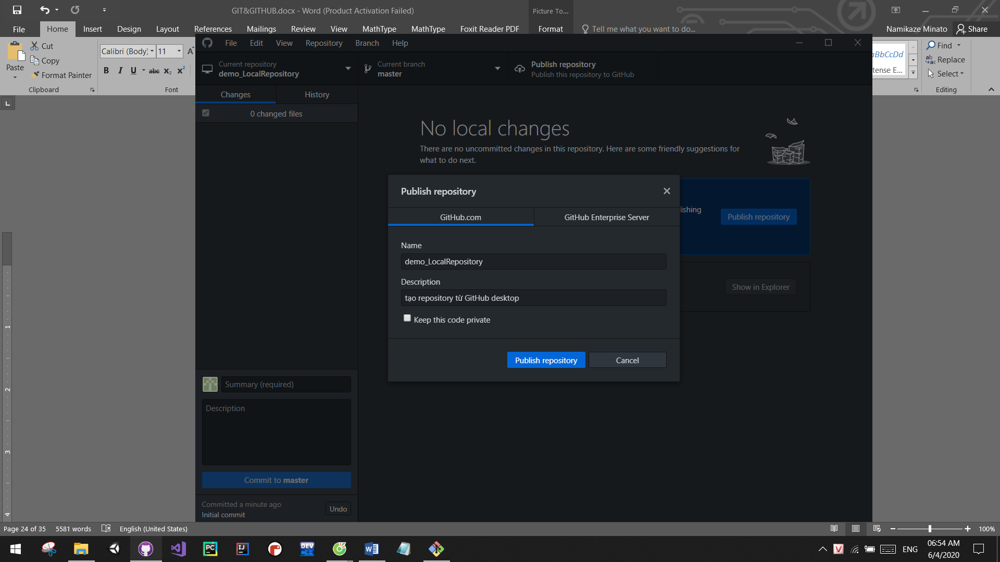 GIT&GITHUB.docx - Word (Product Activation Failed)
Picture To...
File
Home
Insert
Design
Layout
References
Mailings
Review
View
MathType
MathType
Foxit Reader PDF
Format
Tell me what you want to do...
Namikaze Minato
Share
Paste
Cut
Copy
Format Painter
Clipboard
Calibri (Body)
11
A
B
I
U
abc
X₂
X²
Font
File
Edit
View
Repository
Branch
Help
aBbCcDd
tense E...
Find
Replace
Select
Editing
Current repository
demo_LocalRepository
Current branch
master
Publish repository
Publish this repository to GitHub
Changes
History
0 changed files
No local changes
There are no uncommitted changes in this repository. Here are some friendly suggestions for
what to do next.
ishing
Publish repository
Show in Explorer
Publish repository
GitHub.com
GitHub Enterprise Server
Name
demo_LocalRepository
Description
tạo repository từ GitHub desktop
Keep this code private
Publish repository
Cancel
Summary (required)
Description
Commit to master
Committed a minute ago
Initial commit
Undo
1
2
3
4
Page 24 of 35
5581 words
English (United States)
100%
PC
IJ
DEV
C++
W
V
ENG
06:54 AM
6/4/2020